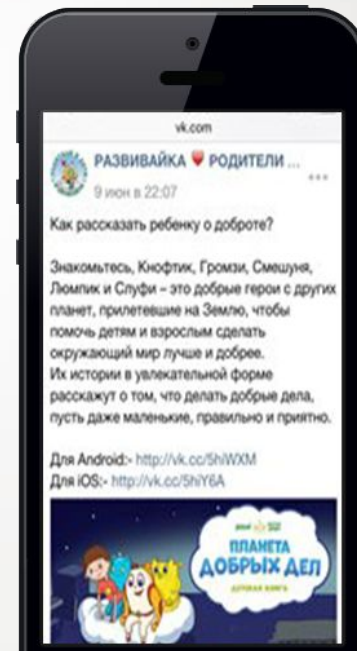 vk.com
РАЗВИВАЙКА ♥ РОДИТЕЛИ ...
9 июн в 22:07
Как рассказать ребенку о доброте?
Знакомьтесь, Кнофтик, Громзи, Смешуня,
Люмпик и Слуфи – это добрые герои с других
планет, прилетевшие на Землю, чтобы
помочь детям и взрослым сделать
окружающий мир лучше и добрее.
Их истории в увлекательной форме
расскажут о том, что делать добрые дела,
пусть даже маленькие, правильно и приятно.
Для Android:- http://vk.cc/5hiWXM
Для iOS:- http://vk.cc/5hiY6A
ПЛАНЕТА
ДОБРЫХ ДЕЛ
ДЕТСКАЯ КНИГА